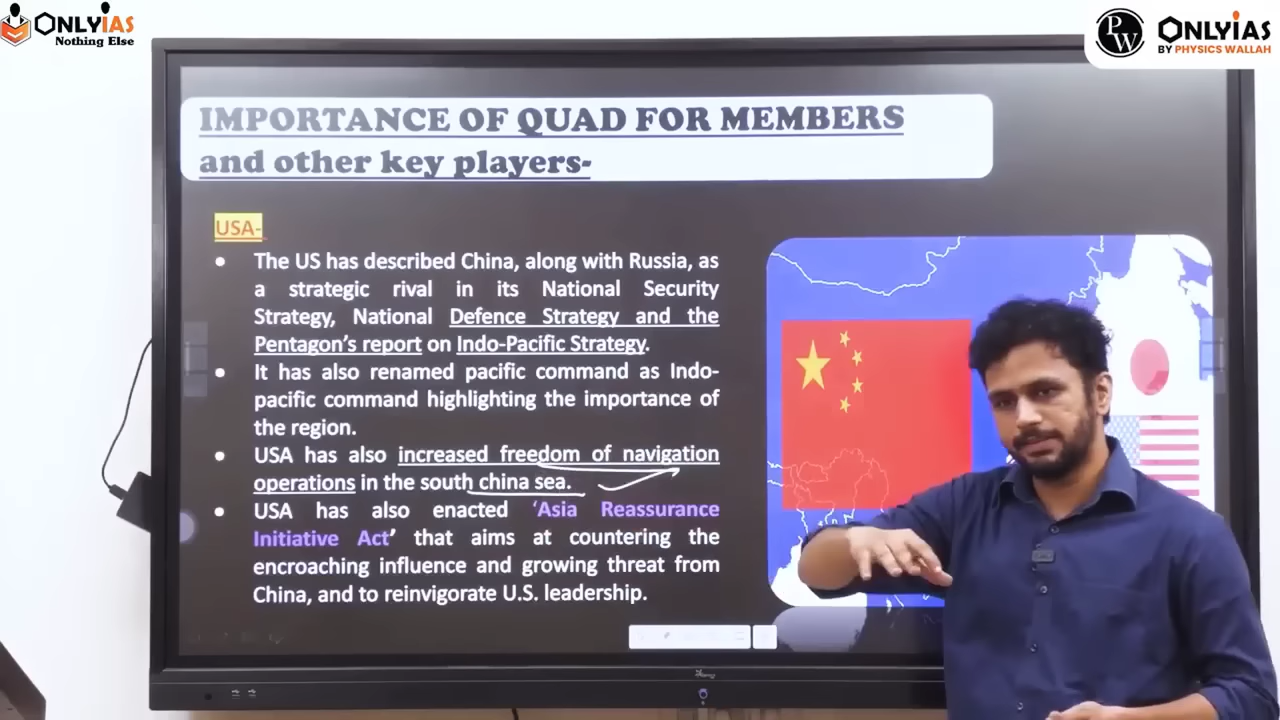 ONLYIAS
Nothing Else
PW
ONLYIAS
BY PHYSICS WALLAH
IMPORTANCE OF QUAD FOR MEMBERS
and other key players-
USA-
• The US has described China, along with Russia, as
a strategic rival in its National Security
Strategy, National Defence Strategy and the
Pentagon's report on Indo-Pacific Strategy.
• It has also renamed pacific command as Indo-
pacific command highlighting the importance of
the region.
• USA has also increased freedom of navigation
operations in the south china sea.
• USA has also enacted ‘Asia Reassurance
Initiative Act’ that aims at countering the
encroaching influence and growing threat from
China, and to reinvigorate U.S. leadership.